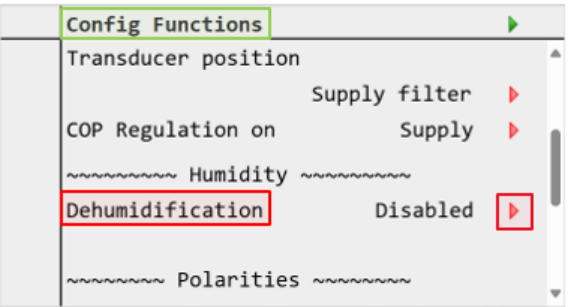 Config Functions
Transducer position
Supply filter
COP Regulation on Supply
~~~~~~~~~ Humidity ~~~~~~~~~
Dehumidification Disabled
~~~~~~~~ Polarities ~~~~~~~~